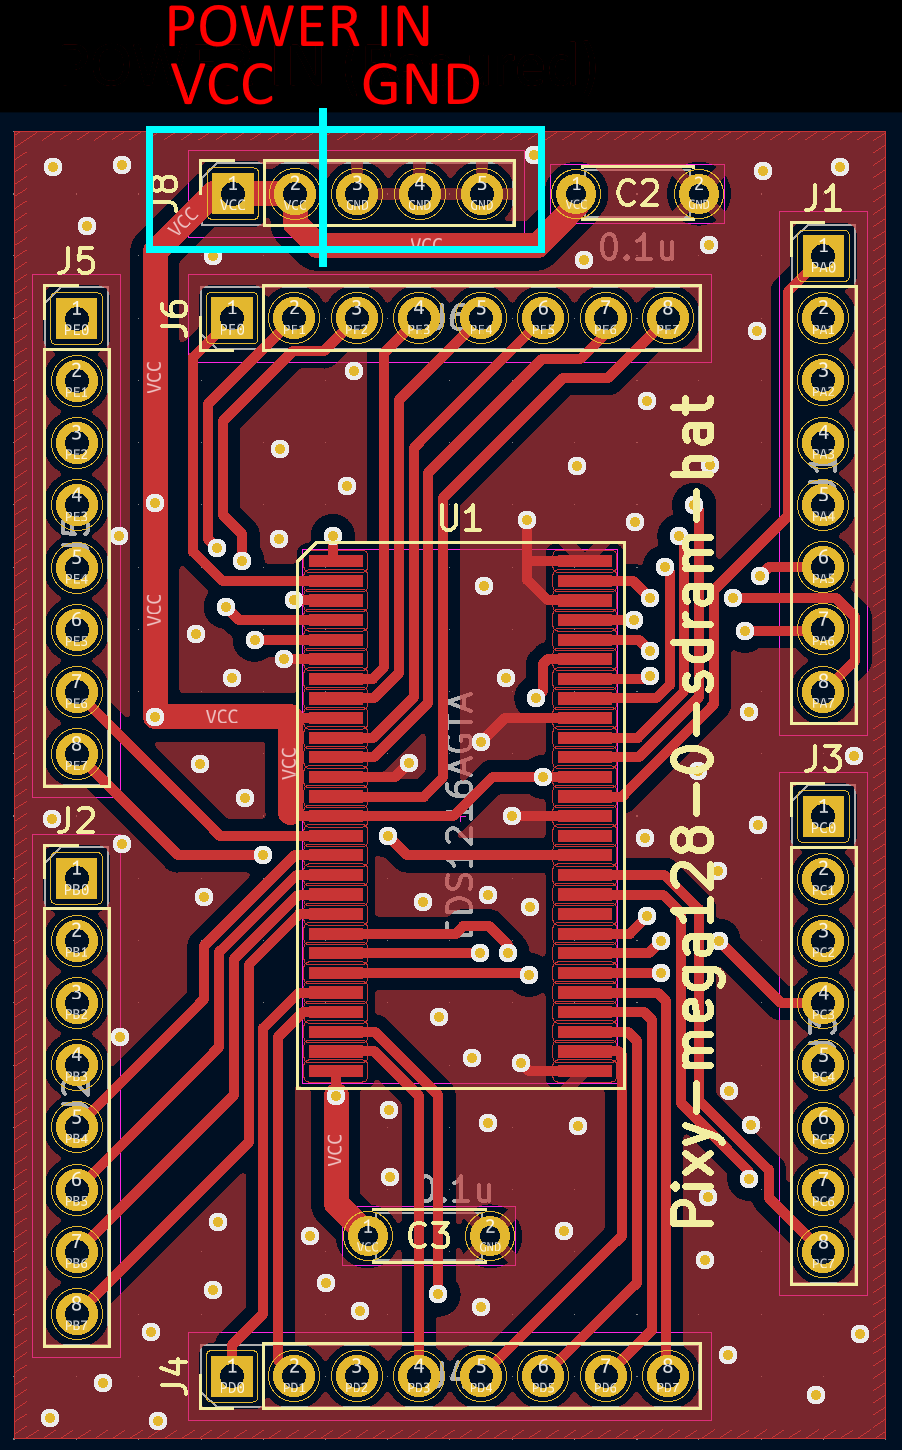 POWER IN
VCC GND
J8
1 VCC
2 VCC
3 GND
4 GND
5 GND
VCC
VCC
1 VCC
C2
2 GND
0.1u
J1
1 PA0
2 PA1
3 PA2
4 PA3
5 PA4
6 PA5
7 PA6
8 PA7
J1
J5
1 PE0
2 PE1
3 PE2
4 PE3
5 PE4
6 PE5
7 PE6
8 PE7
J5
J6
1 PF0
2 PF1
3 PF2
4 PF3
5 PF4
6 PF5
7 PF6
8 PF7
J6
VCC
VCC
VCC
VCC
U1
Pixy-mega128-0-sdram-hat
J3
1 PC0
2 PC1
3 PC2
4 PC3
5 PC4
6 PC5
7 PC6
8 PC7
J3
J2
1 PB0
2 PB1
3 PB2
4 PB3
5 PB4
6 PB5
7 PB6
8 PB7
J2
VCC
0.1u
1 VCC
C3
2 GND
J4
1 PD0
2 PD1
3 PD2
4 PD3
5 PD4
6 PD5
7 PD6
8 PD7
J4